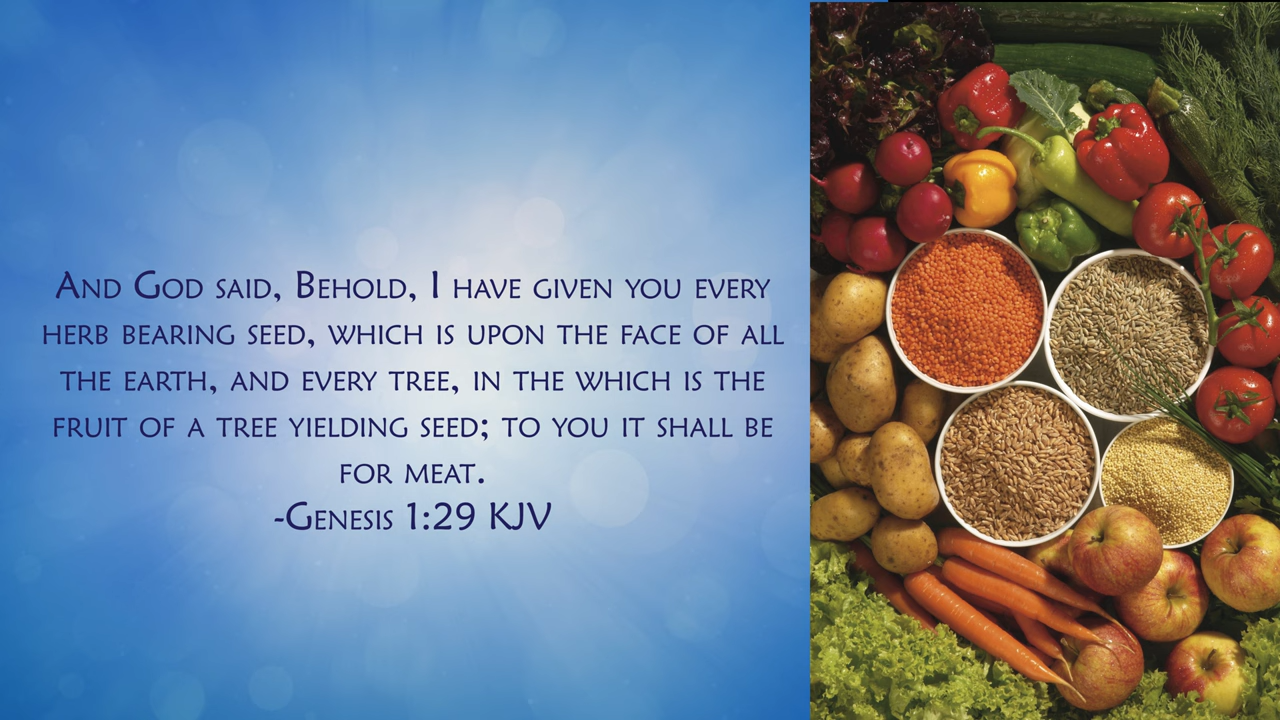 And God said, Behold, I have given you every
herb bearing seed, which is upon the face of all
the earth, and every tree, in the which is the
fruit of a tree yielding seed; to you it shall be
for meat.
-Genesis 1:29 KJV